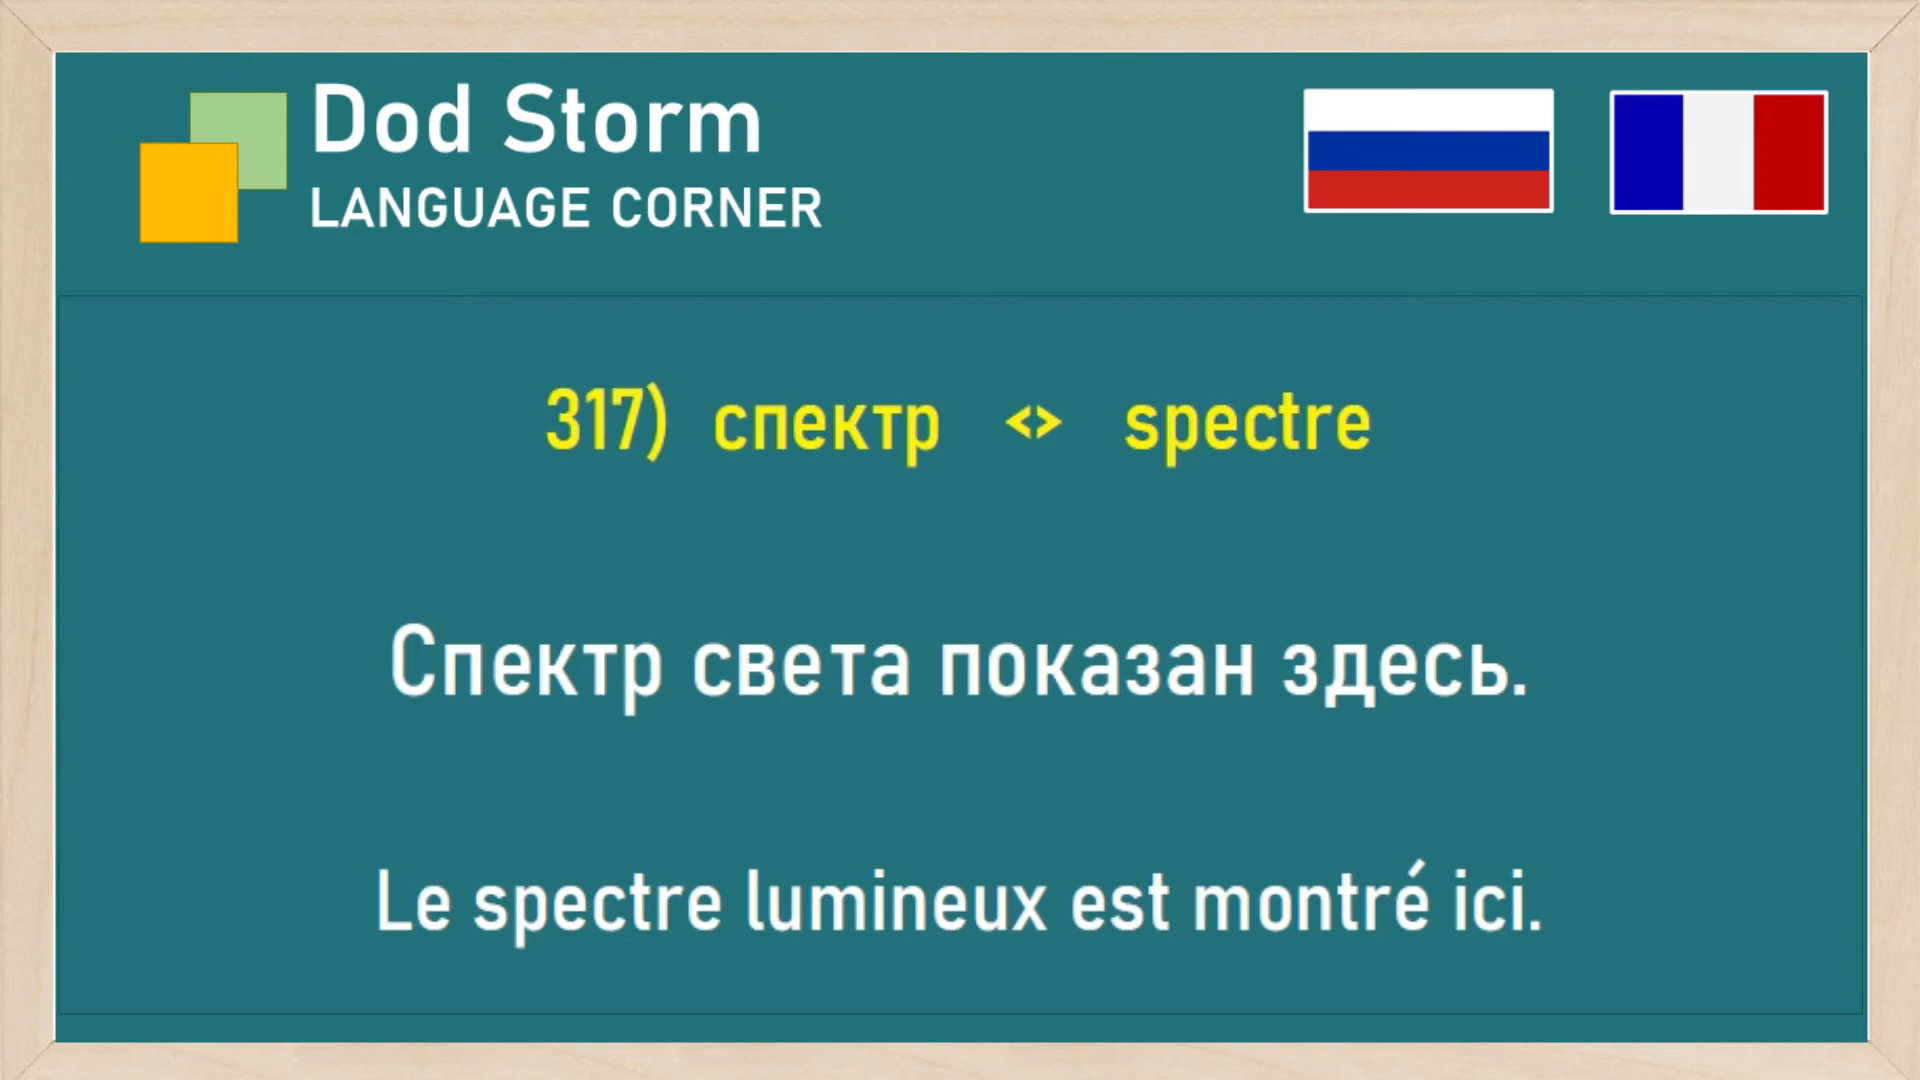 Dod Storm
LANGUAGE CORNER
317) спектр <> spectre
Спектр света показан здесь.
Le spectre lumineux est montré ici.